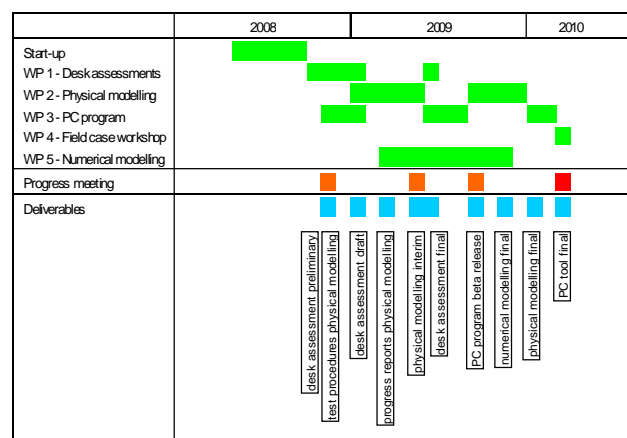 2008 2009 2010
Start-up
WP 1 - Desk assessments
WP 2 - Physical modelling
WP 3 - PC program
WP 4 - Field case workshop
WP 5 - Numerical modelling
Progress meeting
Deliverables
desk assessment preliminary
test procedures physical modelling
desk assessment draft
progress reports physical modelling
physical modelling interim
desk assessment final
PC program beta release
numerical modelling final
physical modelling final
PC tool final